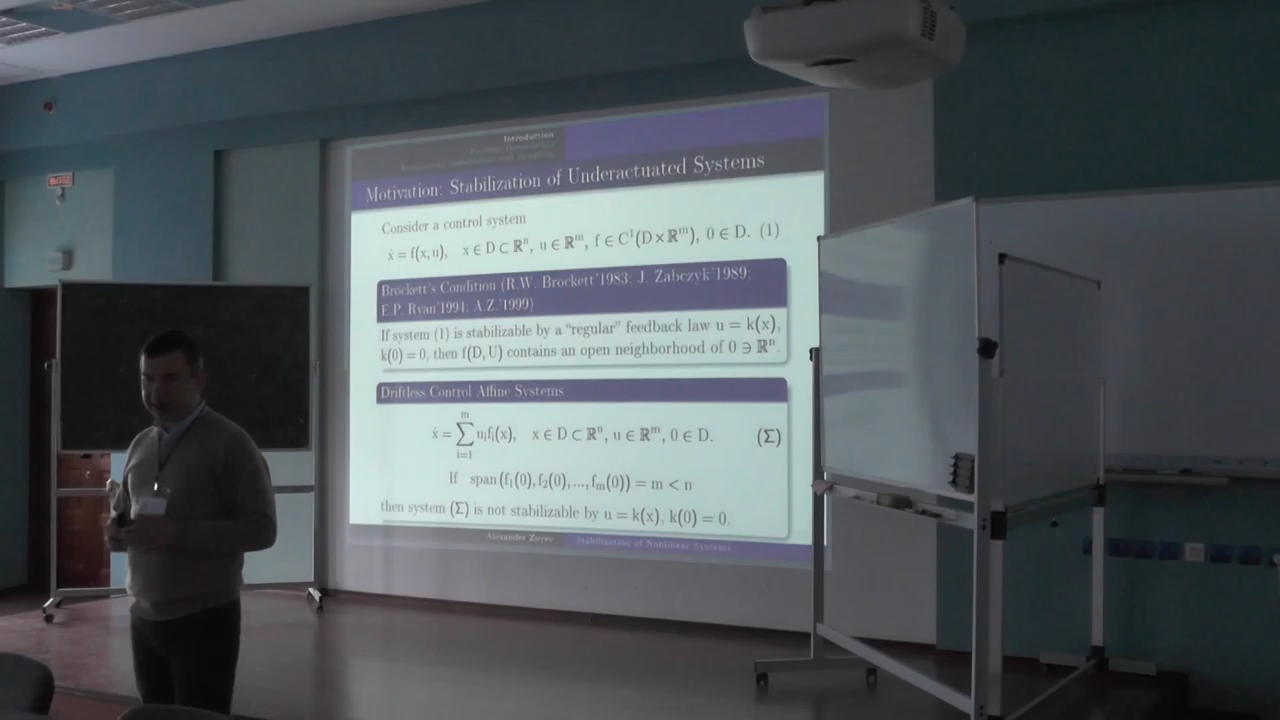 Introduction
Motivation: Stabilization of Underactuated Systems
Consider a control system
ẋ = f(x, u), x ∈ D ⊂ ℝⁿ, u ∈ ℝᵐ, f ∈ C¹(D × ℝᵐ), 0 ∈ D. (1)
Brockett's Condition (R.W. Brockett'1983; J. Zabczyk'1989;
E.P. Ryan'1994; A.Z.'1999)
If system (1) is stabilizable by a “regular” feedback law u = k(x),
k(0) = 0, then f(D, U) contains an open neighborhood of 0 ∋ ℝⁿ.
Driftless Control Affine Systems
ẋ = ∑ᵢ₌₁ᵐ uᵢfᵢ(x), x ∈ D ⊂ ℝⁿ, u ∈ ℝᵐ, 0 ∈ D. (Σ)
If span(f₁(0), f₂(0), ..., fₘ(0)) = m < n
then system (Σ) is not stabilizable by u = k(x), k(0) = 0.
Alexander Zuyev Stabilization of Nonlinear Systems